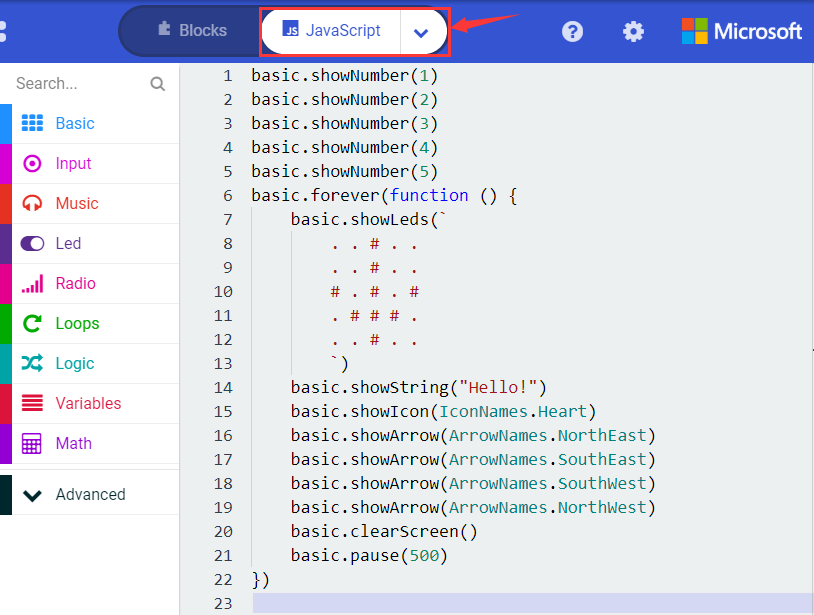 Blocks
JS JavaScript
?
Microsoft
Search...
Basic
Input
Music
Led
Radio
Loops
Logic
Variables
Math
Advanced
1 basic.showNumber(1)
2 basic.showNumber(2)
3 basic.showNumber(3)
4 basic.showNumber(4)
5 basic.showNumber(5)
6 basic.forever(function () {
7     basic.showLeds(`
8         . . # . .
9         . . # . .
10         # . # . #
11         . # # # .
12         . . # . .
13         `)
14     basic.showString("Hello!")
15     basic.showIcon(IconNames.Heart)
16     basic.showArrow(ArrowNames.NorthEast)
17     basic.showArrow(ArrowNames.SouthEast)
18     basic.showArrow(ArrowNames.SouthWest)
19     basic.showArrow(ArrowNames.NorthWest)
20     basic.clearScreen()
21     basic.pause(500)
22 })
23